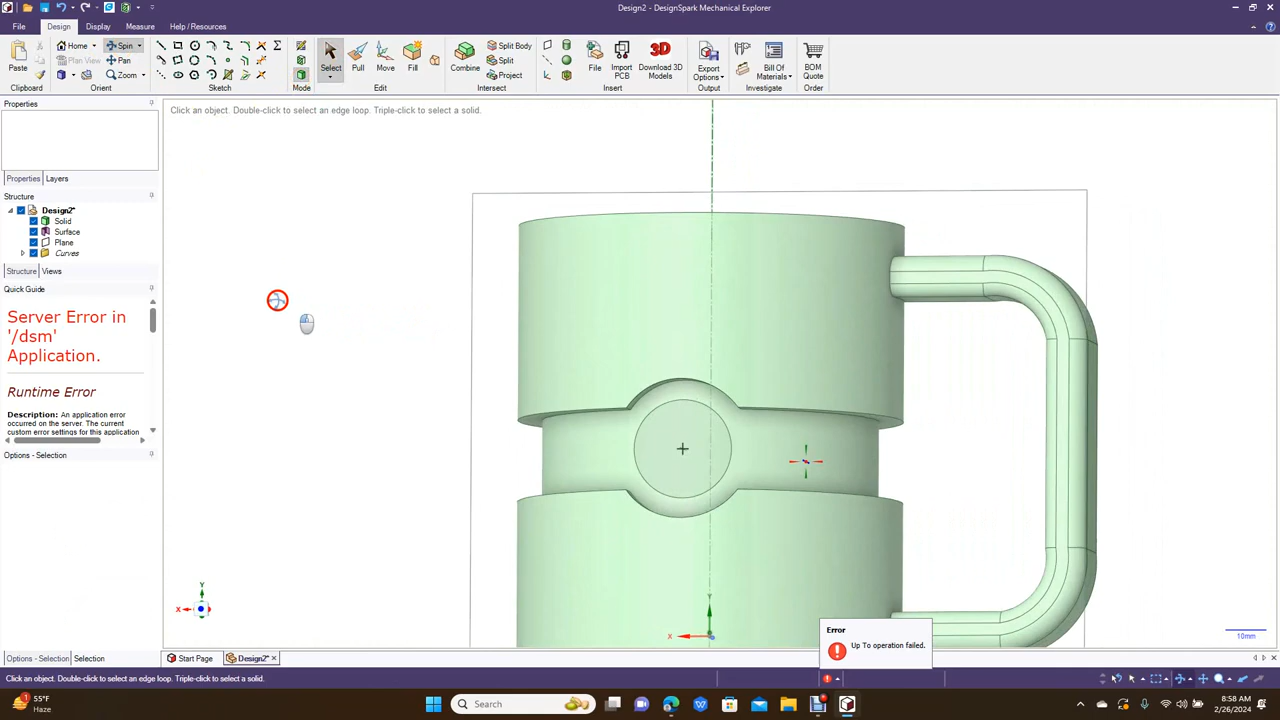 Design2 - DesignSpark Mechanical Explorer
File Design Display Measure Help / Resources
Home Spin
Plan View Pan
Zoom
Paste Select Pull Move Fill Combine Split Body
Split
Project
File Import PCB Download 3D Models Export Options Bill Of Materials BOM Quote
Clipboard Orient Sketch Mode Edit Intersect Insert Output Investigate Order
Properties
Click an object. Double-click to select an edge loop. Triple-click to select a solid.
Properties Layers
Structure
Design2*
Solid
Surface
Plane
Curves
Structure Views
Quick Guide
Server Error in
'/dsm'
Application.
Runtime Error
Description: An application error
occurred on the server. The current
custom error settings for this application
Options - Selection
Y
X
Y
X
Error
Up To operation failed.
10mm
Options - Selection Selection Start Page Design2*
Click an object. Double-click to select an edge loop. Triple-click to select a solid.
55°F
Haze
Search
8:58 AM
2/26/2024
3D